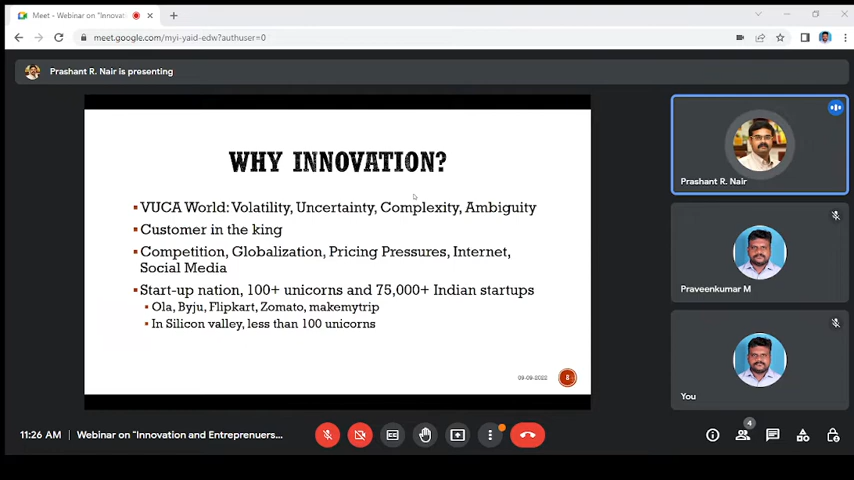 Meet - Webinar on "Innovat
meet.google.com/myi-yaid-edw?authuser=0
Prashant R. Nair is presenting
WHY INNOVATION?
▪ VUCA World: Volatility, Uncertainty, Complexity, Ambiguity
▪ Customer in the king
▪ Competition, Globalization, Pricing Pressures, Internet,
Social Media
▪ Start-up nation, 100+ unicorns and 75,000+ Indian startups
▪ Ola, Byju, Flipkart, Zomato, makemytrip
▪ In Silicon valley, less than 100 unicorns
09-09-2022 8
Prashant R. Nair
Praveenkumar M
You
11:26 AM | Webinar on "Innovation and Entreprenuers...
4